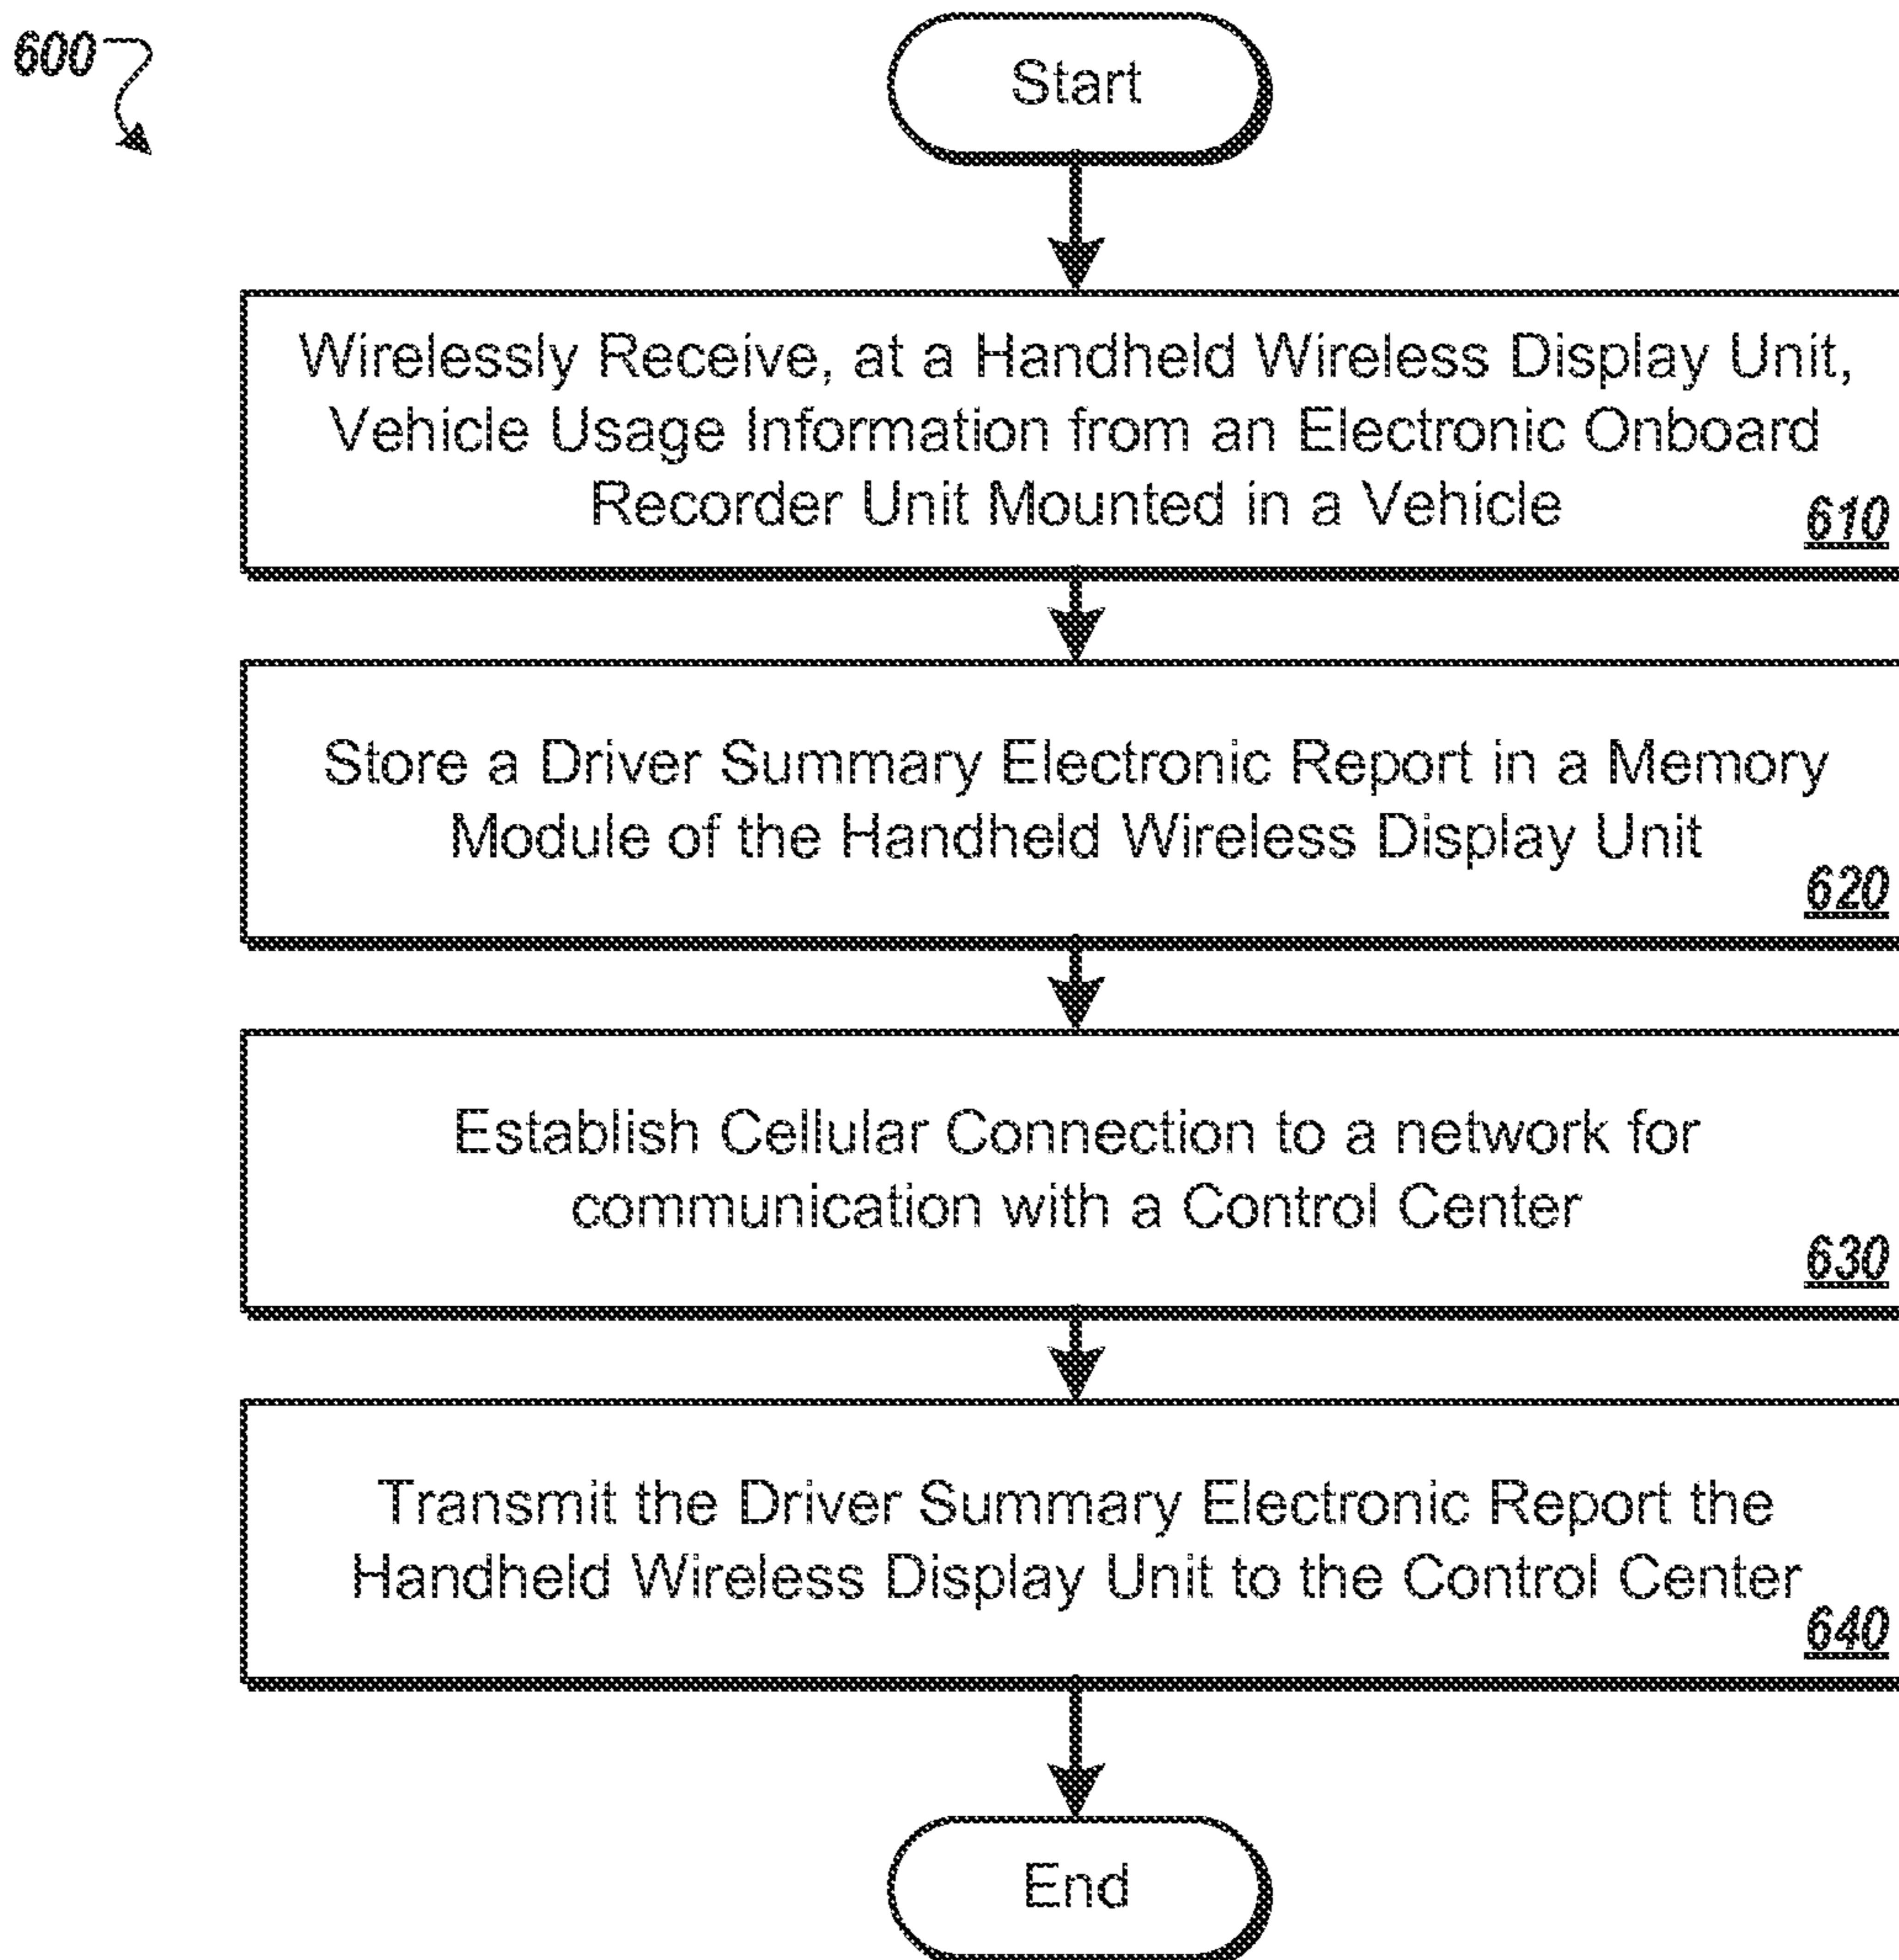 600
Start
Wirelessly Receive, at a Handheld Wireless Display Unit,
Vehicle Usage Information from an Electronic Onboard
Recorder Unit Mounted in a Vehicle
610
Store a Driver Summary Electronic Report in a Memory
Module of the Handheld Wireless Display Unit
620
Establish Cellular Connection to a network for
communication with a Control Center
630
Transmit the Driver Summary Electronic Report the
Handheld Wireless Display Unit to the Control Center
640
End